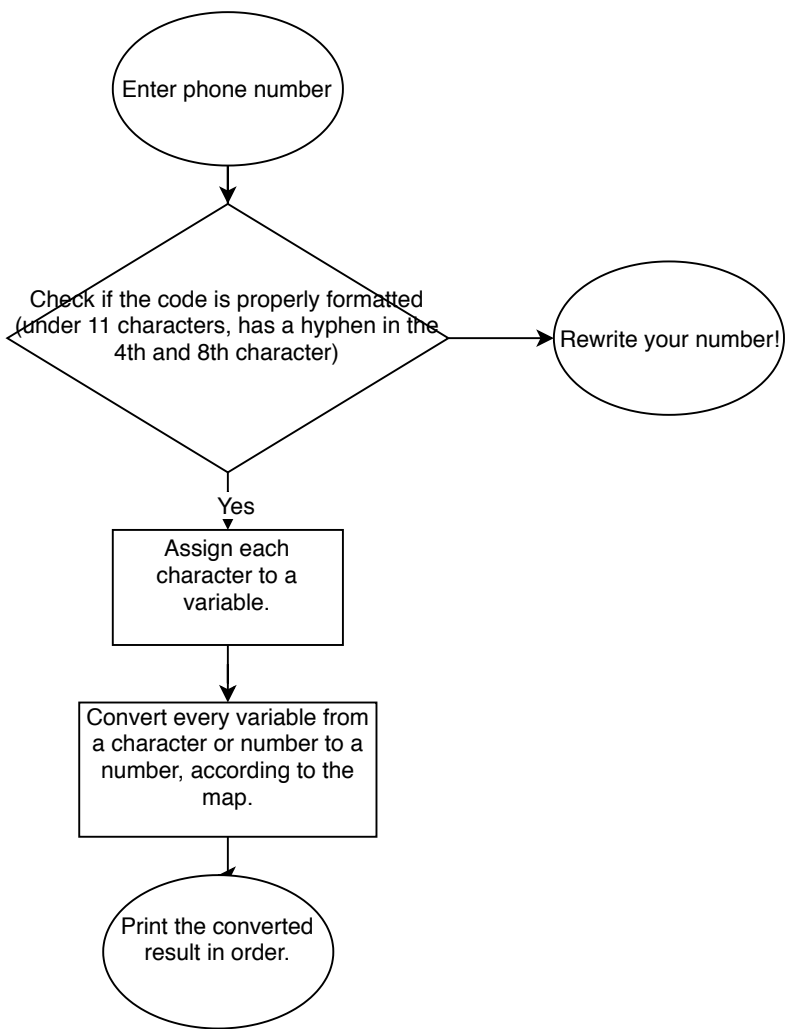 Enter phone number
Check if the code is properly formatted
(under 11 characters, has a hyphen in the
4th and 8th character)
Rewrite your number!
Yes
Assign each
character to a
variable.
Convert every variable from
a character or number to a
number, according to the
map.
Print the converted
result in order.